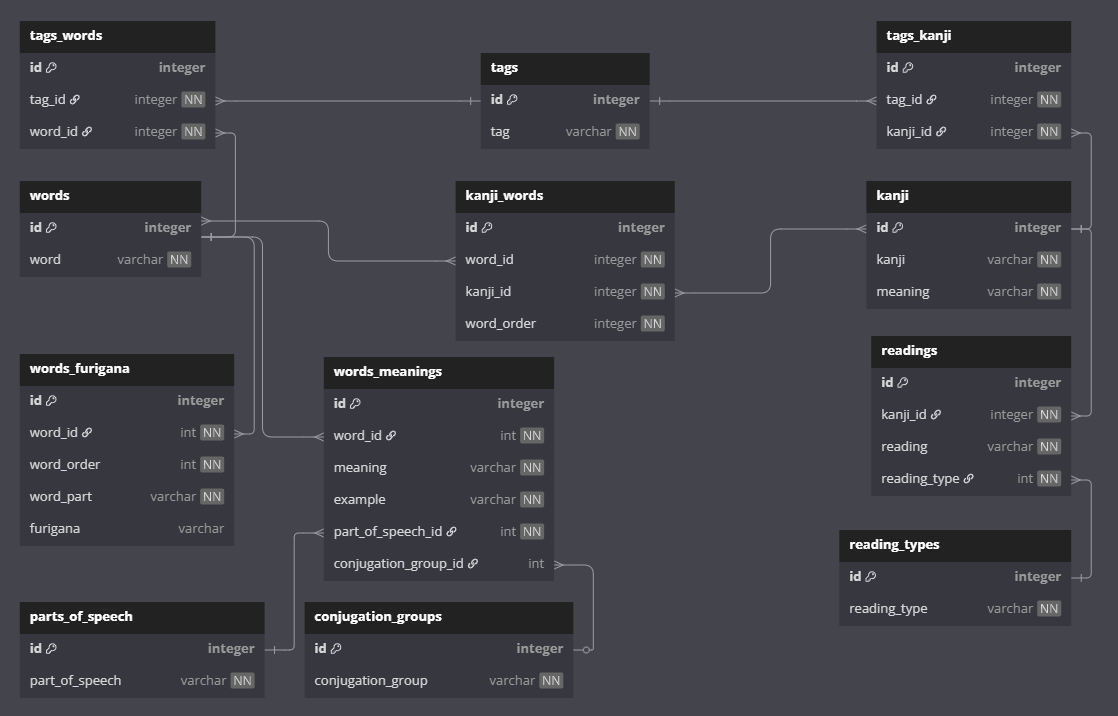 tags_words
id integer
tag_id integer NN
word_id integer NN
tags
id integer
tag varchar NN
tags_kanji
id integer
tag_id integer NN
kanji_id integer NN
words
id integer
word varchar NN
kanji_words
id integer
word_id integer NN
kanji_id integer NN
word_order integer NN
kanji
id integer
kanji varchar NN
meaning varchar NN
words_furigana
id integer
word_id int NN
word_order int NN
word_part varchar NN
furigana varchar
words_meanings
id integer
word_id int NN
meaning varchar NN
example varchar NN
part_of_speech_id int NN
conjugation_group_id int
readings
id integer
kanji_id integer NN
reading varchar NN
reading_type int NN
reading_types
id integer
reading_type varchar NN
parts_of_speech
id integer
part_of_speech varchar NN
conjugation_groups
id integer
conjugation_group varchar NN